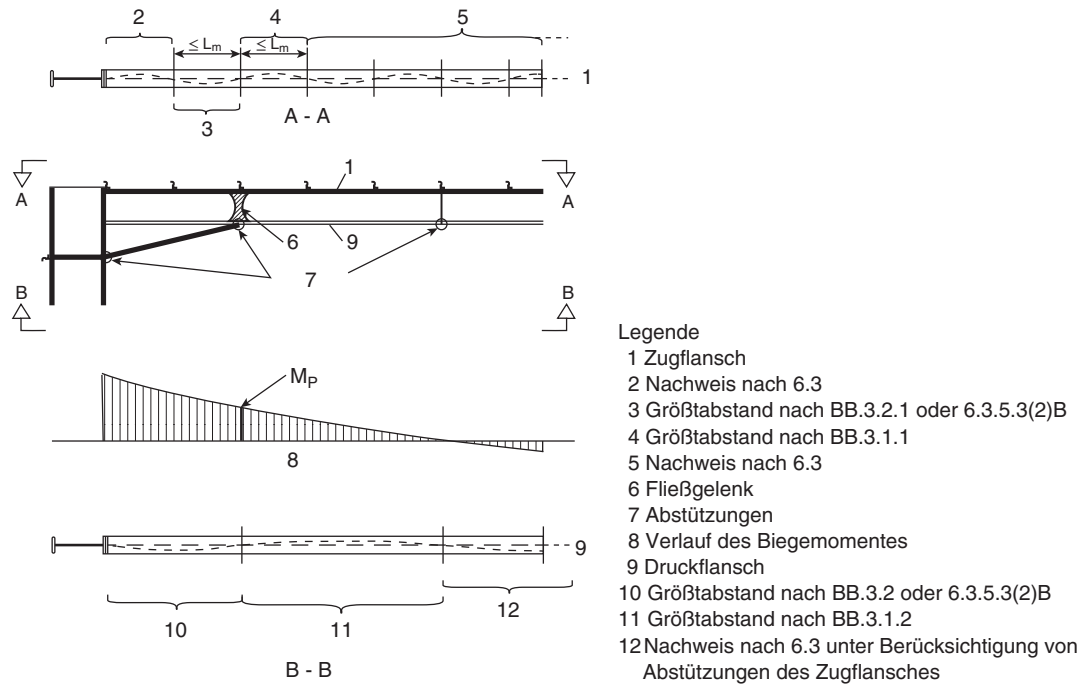 2
4
5
≤ Lm
≤ Lm
1
3
A - A
1
A
A
6
9
7
B
B
MP
8
9
10
11
12
B - B
Legende
1 Zugflansch
2 Nachweis nach 6.3
3 Größtabstand nach BB.3.2.1 oder 6.3.5.3(2)B
4 Größtabstand nach BB.3.1.1
5 Nachweis nach 6.3
6 Fließgelenk
7 Abstützungen
8 Verlauf des Biegemomentes
9 Druckflansch
10 Größtabstand nach BB.3.2 oder 6.3.5.3(2)B
11 Größtabstand nach BB.3.1.2
12 Nachweis nach 6.3 unter Berücksichtigung von
Abstützungen des Zugflansches